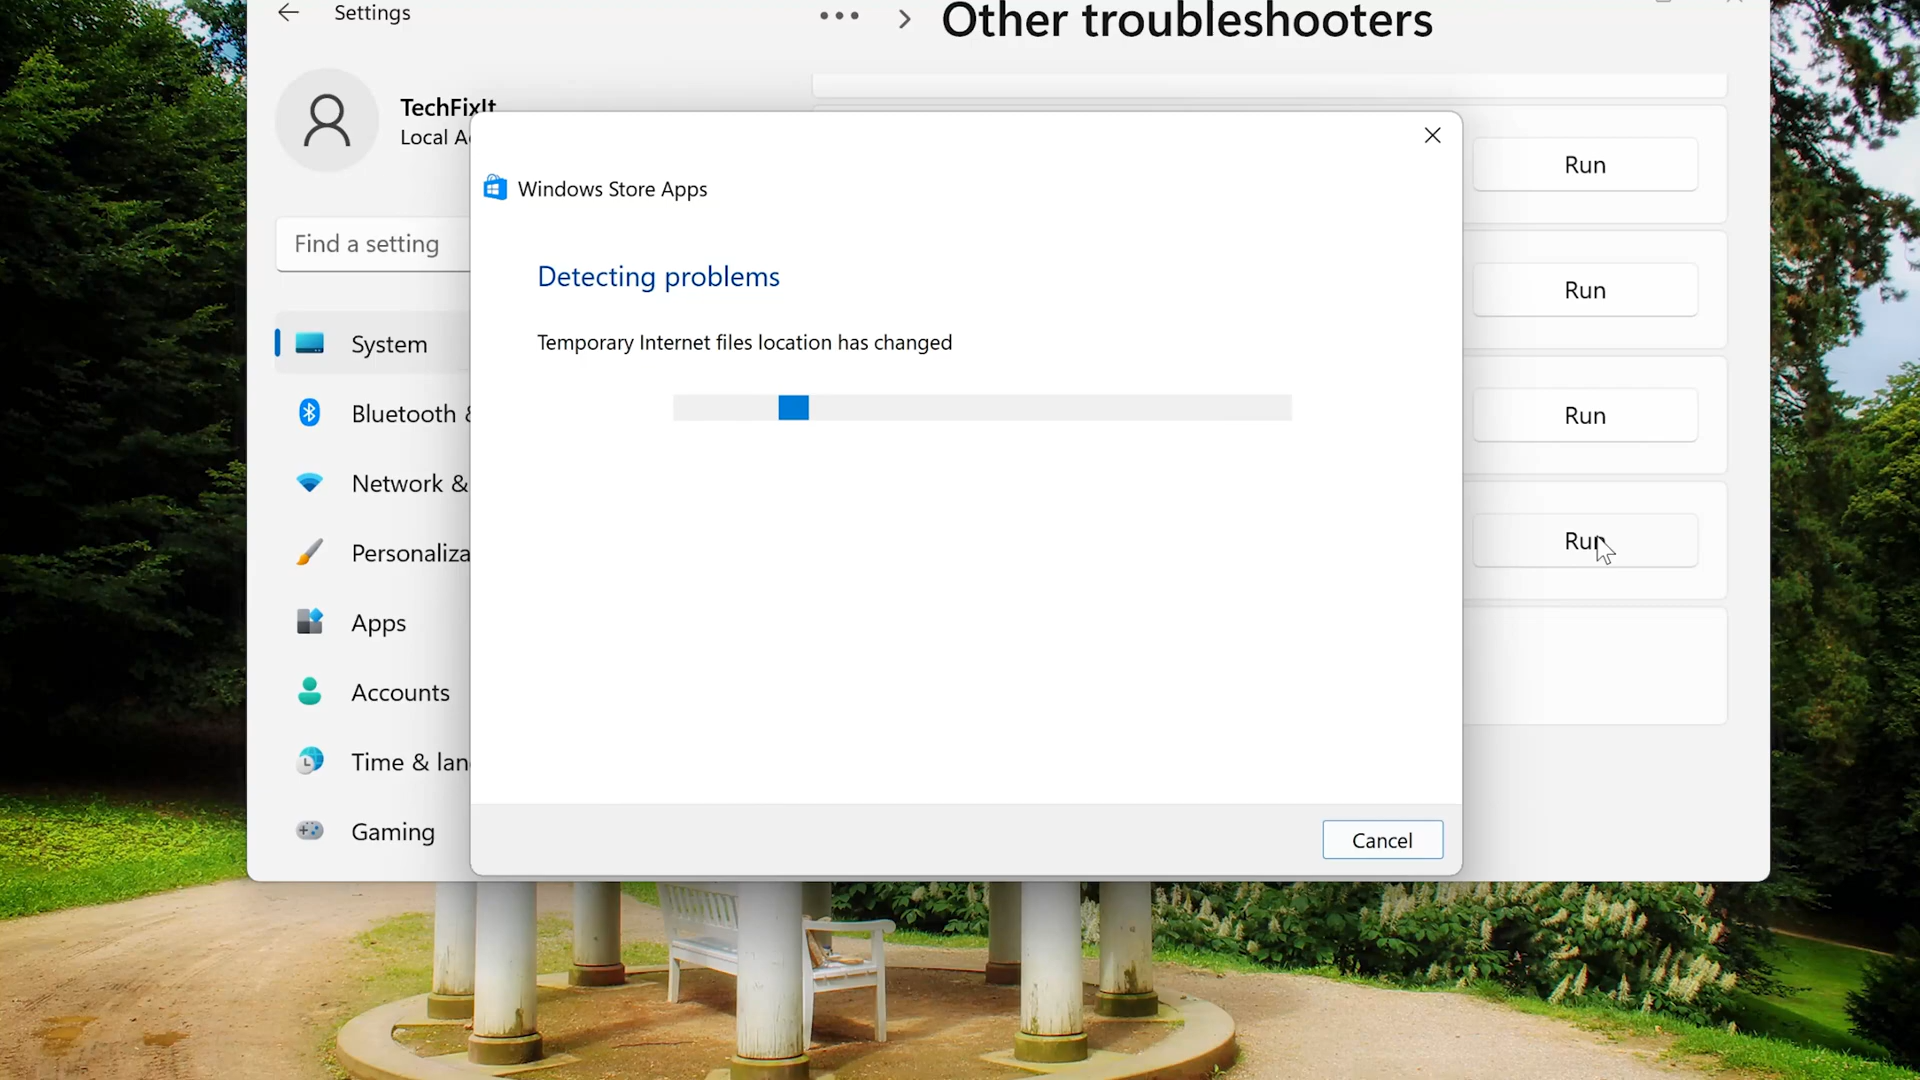 Settings
Other troubleshooters
TechFixIt
Local A
Find a setting
System
Bluetooth &
Network &
Personaliza
Apps
Accounts
Time & lan
Gaming
Windows Store Apps
Detecting problems
Temporary Internet files location has changed
Cancel
Run
Run
Run
Run